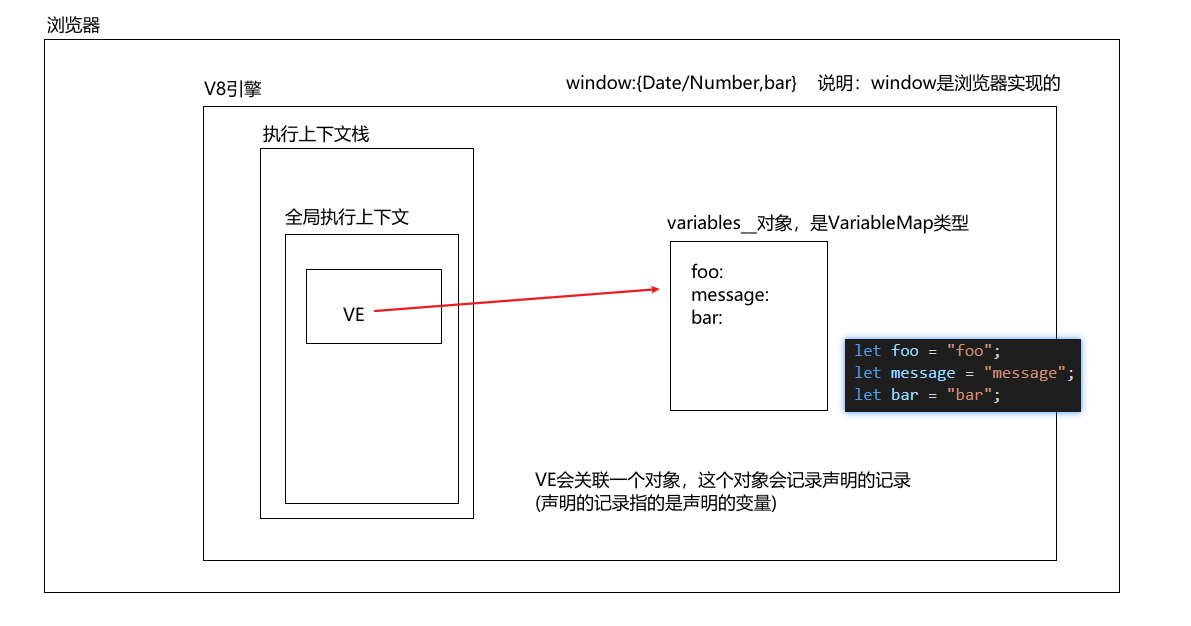 浏览器
V8引擎
window:{Date/Number,bar} 说明：window是浏览器实现的
执行上下文栈
全局执行上下文
VE
variables__对象，是VariableMap类型
foo:
message:
bar:
let foo = "foo";
let message = "message";
let bar = "bar";
VE会关联一个对象，这个对象会记录声明的记录
(声明的记录指的是声明的变量)